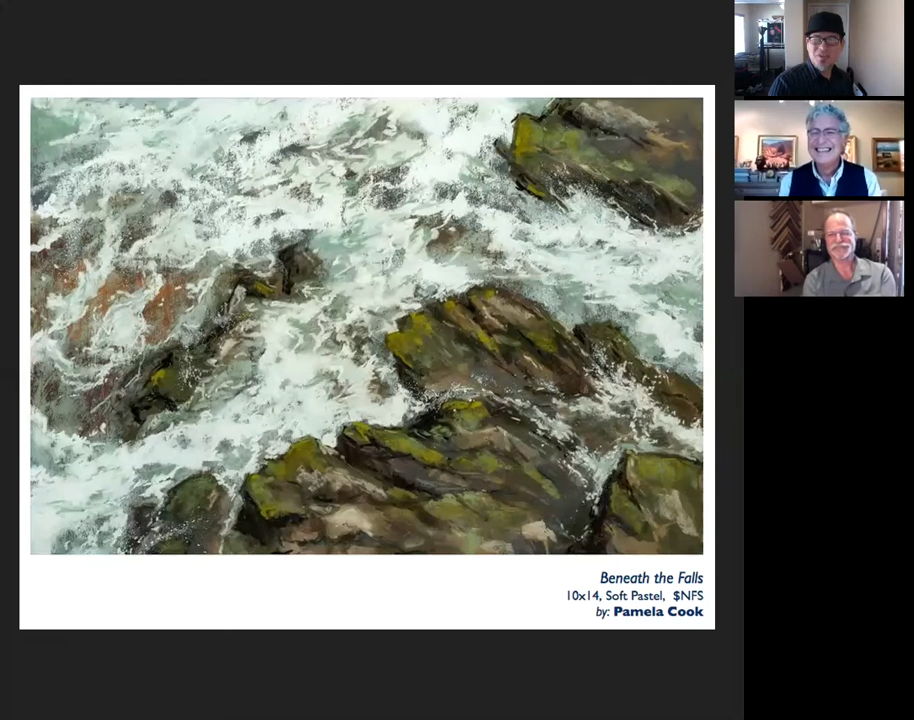 Beneath the Falls
10x14, Soft Pastel, $NFS
by: Pamela Cook